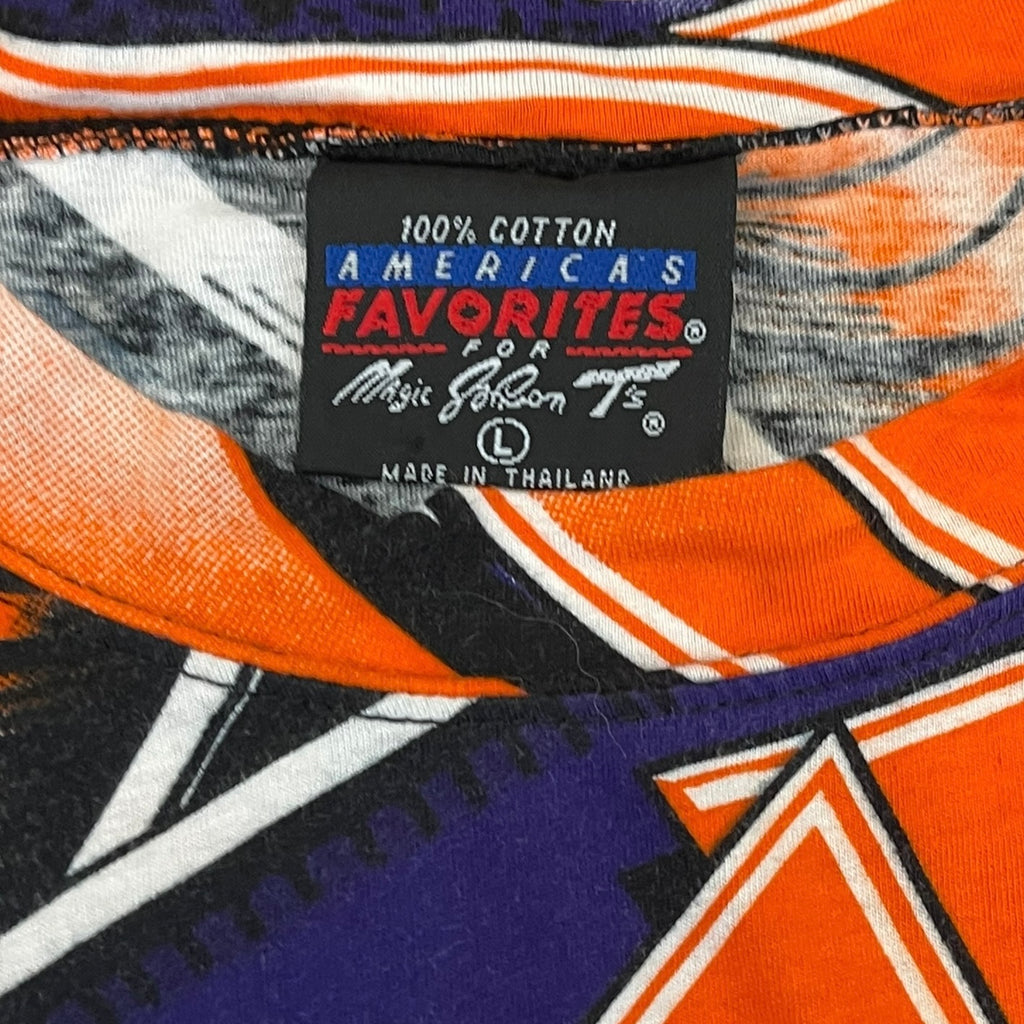 100% COTTON
AMERICA'S
FAVORITES®
FOR
Magic Johnson T's®
L
MADE IN THAILAND